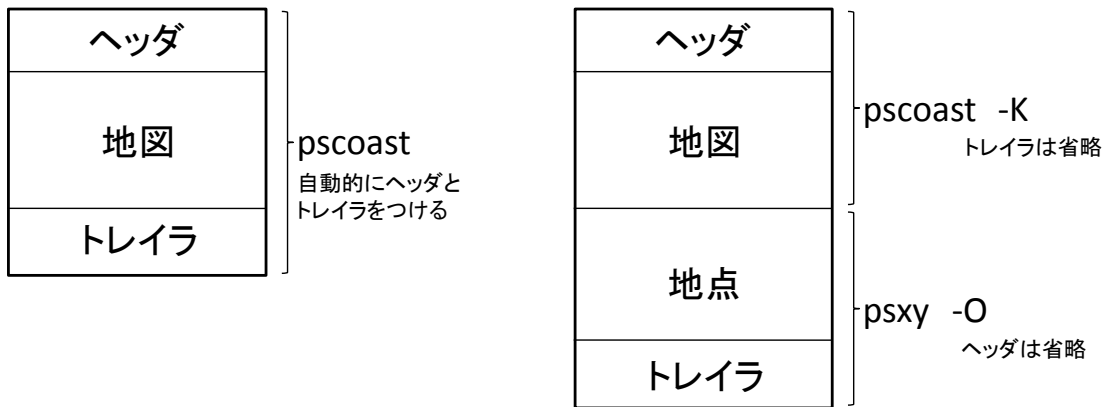 ヘッダ
地図
トレイラ
pscoast
自動的にヘッダと
トレイラをつける
ヘッダ
地図
地点
トレイラ
pscoast -K
トレイラは省略
psxy -O
ヘッダは省略